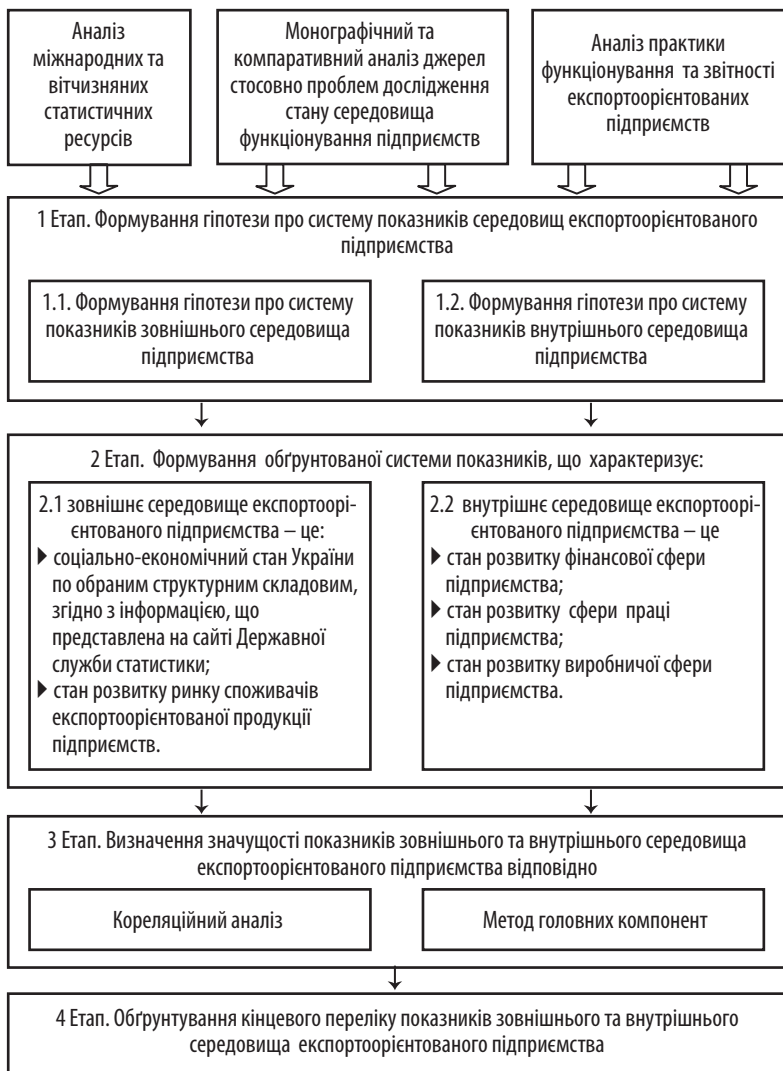 Аналіз
міжнародних та
вітчизняних
статистичних
ресурсів
Монографічний та
компаративний аналіз джерел
стосовно проблем дослідження
стану середовища
функціонування підприємств
Аналіз практики
функціонування та звітності
експортоорієнтованих
підприємств
1 Етап. Формування гіпотези про систему показників середовищ експортоорієнтованого
підприємства
1.1. Формування гіпотези про систему
показників зовнішнього середовища
підприємства
1.2. Формування гіпотези про систему
показників внутрішнього середовища
підприємства
2 Етап. Формування обґрунтованої системи показників, що характеризує:
2.1 зовнішнє середовище експортоорі-
єнтованого підприємства – це:
соціально-економічний стан України
по обраним структурним складовим,
згідно з інформацією, що
представлена на сайті Державної
служби статистики;
стан розвитку ринку споживачів
експортоорієнтованої продукції
підприємств.
2.2 внутрішнє середовище експортоорі-
єнтованого підприємства – це
стан розвитку фінансової сфери
підприємства;
стан розвитку сфери праці
підприємства;
стан розвитку виробничої сфери
підприємства.
3 Етап. Визначення значущості показників зовнішнього та внутрішнього середовища
експортоорієнтованого підприємства відповідно
Кореляційний аналіз
Метод головних компонент
4 Етап. Обґрунтування кінцевого переліку показників зовнішнього та внутрішнього
середовища експортоорієнтованого підприємства